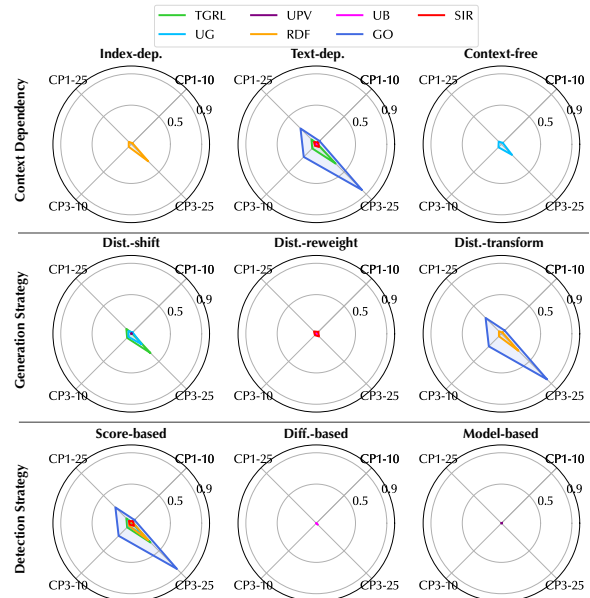 TGRL UPV UB SIR
UG RDF GO
Index-dep. Text-dep. Context-free
Context Dependency
CP1-25 CP1-10 CP1-25 CP1-10 CP1-25 CP1-10
0.9 0.9 0.9
0.5 0.5 0.5
CP3-10 CP3-25 CP3-10 CP3-25 CP3-10 CP3-25
Dist.-shift Dist.-reweight Dist.-transform
Generation Strategy
CP1-25 CP1-10 CP1-25 CP1-10 CP1-25 CP1-10
0.9 0.9 0.9
0.5 0.5 0.5
CP3-10 CP3-25 CP3-10 CP3-25 CP3-10 CP3-25
Score-based Diff.-based Model-based
Detection Strategy
CP1-25 CP1-10 CP1-25 CP1-10 CP1-25 CP1-10
0.9 0.9 0.9
0.5 0.5 0.5
CP3-10 CP3-25 CP3-10 CP3-25 CP3-10 CP3-25